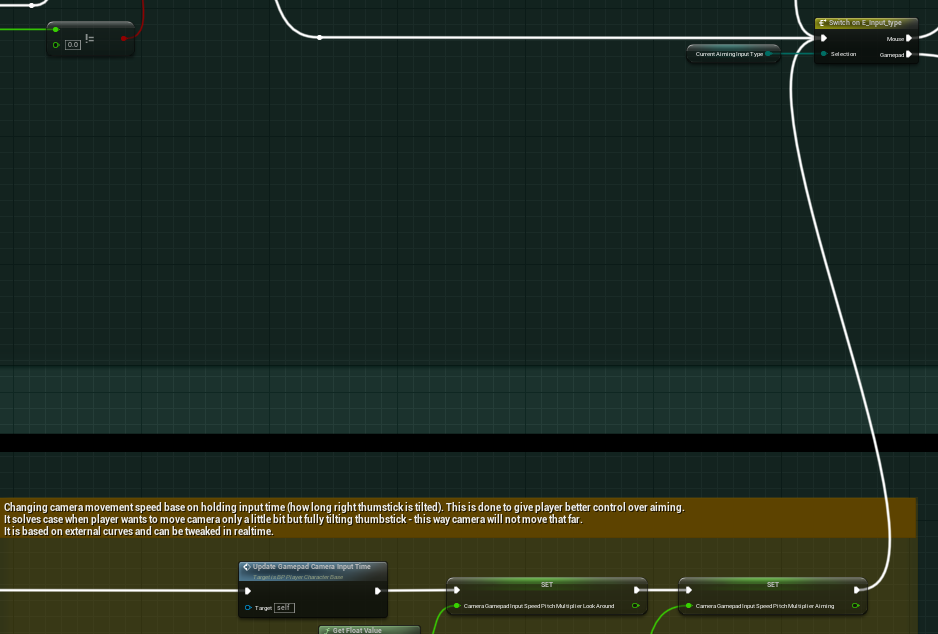 Switch on E_Input_type
0.0
!=
Mouse
Current Aiming Input Type
Selection
Gamepad
Changing camera movement speed base on holding input time (how long right thumstick is tilted). This is done to give player better control over aiming.
It solves case when player wants to move camera only a little bit but fully tilting thumbstick - this way camera will not move that far.
It is based on external curves and can be tweaked in realtime.
Update Gamepad Camera Input Time
Target is BP Player Character Base
SET
SET
Target self
Camera Gamepad Input Speed Pitch Multiplier Look Around
Camera Gamepad Input Speed Pitch Multiplier Aiming
f Get Float Value